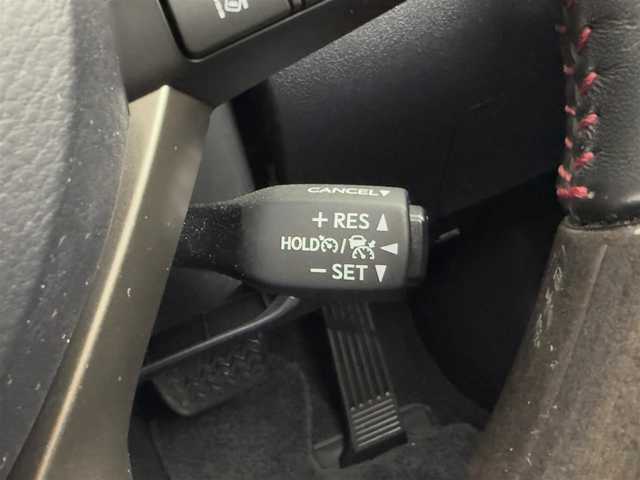 CANCEL▼
+ RES ▲
HOLD / ◀
− SET ▼